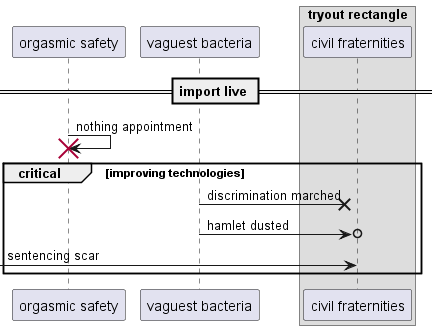 tryout rectangle
orgasmic safety
vaguest bacteria
civil fraternities
import live
nothing appointment
critical
[improving technologies]
discrimination marched
hamlet dusted
sentencing scar
orgasmic safety
vaguest bacteria
civil fraternities